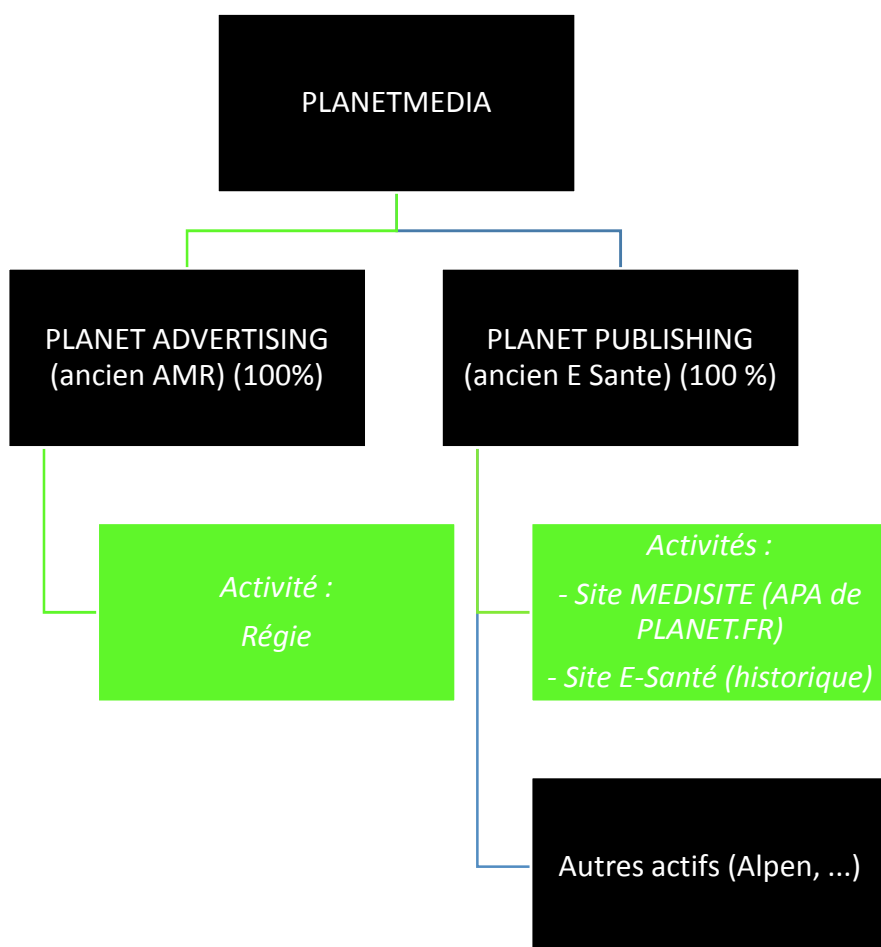 PLANETMEDIA
PLANET ADVERTISING
(ancien AMR) (100%)
PLANET PUBLISHING
(ancien E Sante) (100 %)
Activité :
Régie
Activités :
- Site MEDISITE (APA de
PLANET.FR)
- Site E-Santé (historique)
Autres actifs (Alpen, ...)